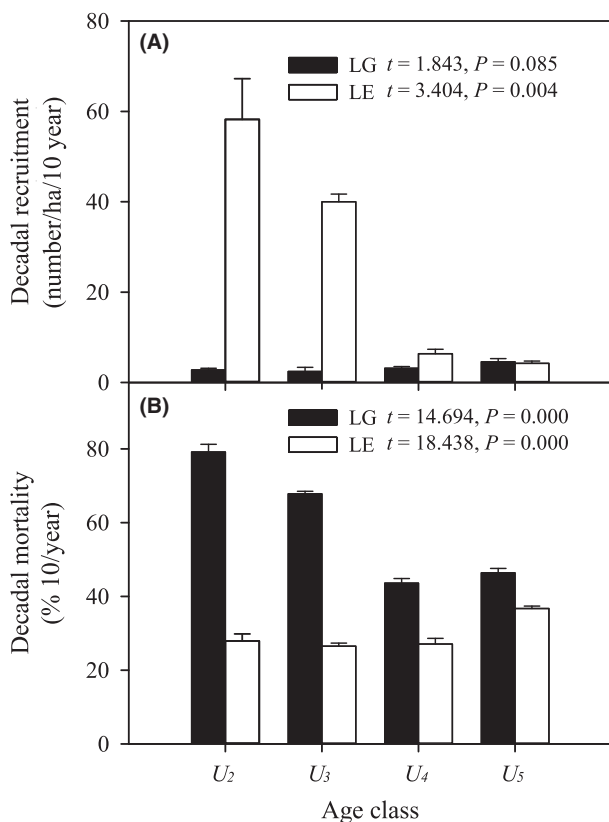 80
(A)
LG t = 1.843, P = 0.085
LE t = 3.404, P = 0.004
60
40
20
0
Decadal recruitment
(number/ha/10 year)
(B)
LG t = 14.694, P = 0.000
LE t = 18.438, P = 0.000
80
60
40
20
0
Decadal mortality
(% 10/year)
U2 U3 U4 U5
Age class